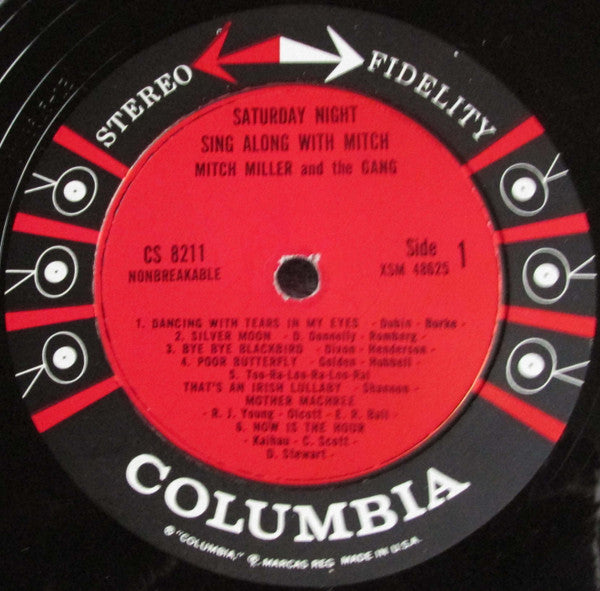 STEREO FIDELITY
SATURDAY NIGHT
SING ALONG WITH MITCH
MITCH MILLER and the GANG
CS 8211
NONBREAKABLE
Side 1
XSM 48625
1. DANCING WITH TEARS IN MY EYES - Dubin - Burke -
2. SILVER MOON - D. Donnelly - Romberg -
3. BYE BYE BLACKBIRD - Dixon - Henderson -
4. POOR BUTTERFLY - Golden - Hubbell -
5. Too-Ra-Loo-Ra-Loo-Ral
THAT'S AN IRISH LULLABY - Shannon -
MOTHER MACHREE
- R. J. Young - Olcott - E. R. Ball -
6. NOW IS THE HOUR
- Kaihau - C. Scott -
D. Stewart -
COLUMBIA
® "COLUMBIA," ® MARCAS REG. MADE IN U.S.A.